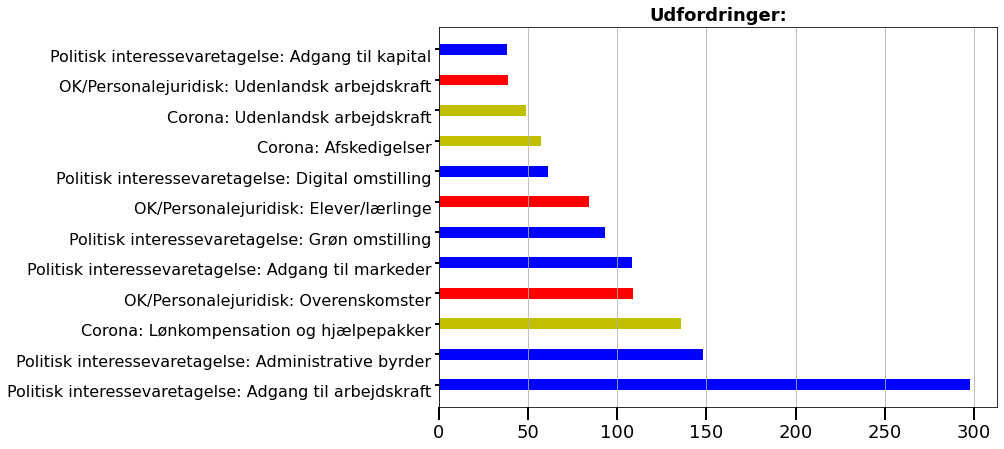 Udfordringer:
Politisk interessevaretagelse: Adgang til kapital
OK/Personalejuridisk: Udenlandsk arbejdskraft
Corona: Udenlandsk arbejdskraft
Corona: Afskedigelser
Politisk interessevaretagelse: Digital omstilling
OK/Personalejuridisk: Elever/lærlinge
Politisk interessevaretagelse: Grøn omstilling
Politisk interessevaretagelse: Adgang til markeder
OK/Personalejuridisk: Overenskomster
Corona: Lønkompensation og hjælpepakker
Politisk interessevaretagelse: Administrative byrder
Politisk interessevaretagelse: Adgang til arbejdskraft
0 50 100 150 200 250 300